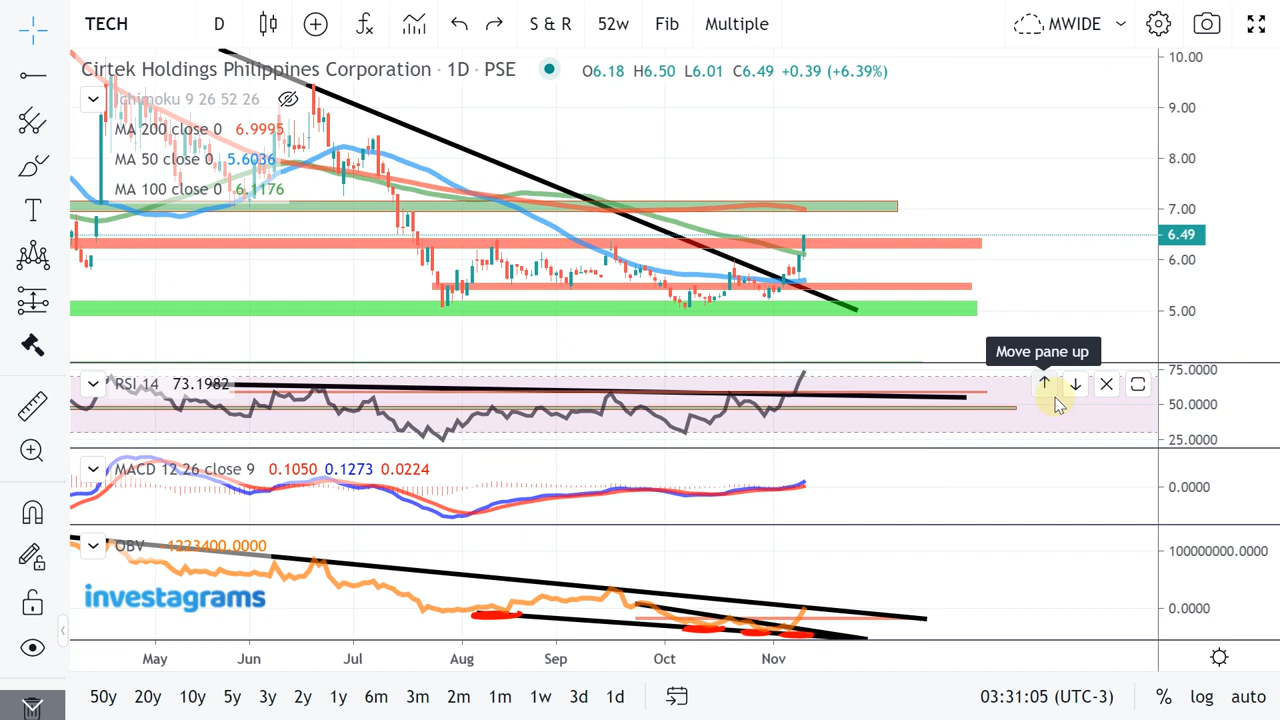 TECH D S & R 52w Fib Multiple MWIDE
Cirtek Holdings Philippines Corporation · 1D · PSE O6.18 H6.50 L6.01 C6.49 +0.39 (+6.39%)
Ichimoku 9 26 52 26
MA 200 close 0 6.9995
MA 50 close 0 5.6036
MA 100 close 0 6.1176
10.00
9.00
8.00
7.00
6.49
6.00
5.00
Move pane up
RSI 14 73.1982
75.0000
50.0000
25.0000
MACD 12 26 close 9 0.1050 0.1273 0.0224
0.0000
OBV -1223400.0000
100000000.0000
0.0000
investagrams
May Jun Jul Aug Sep Oct Nov
50y 20y 10y 5y 3y 2y 1y 6m 3m 2m 1m 1w 3d 1d 03:31:05 (UTC-3) % log auto